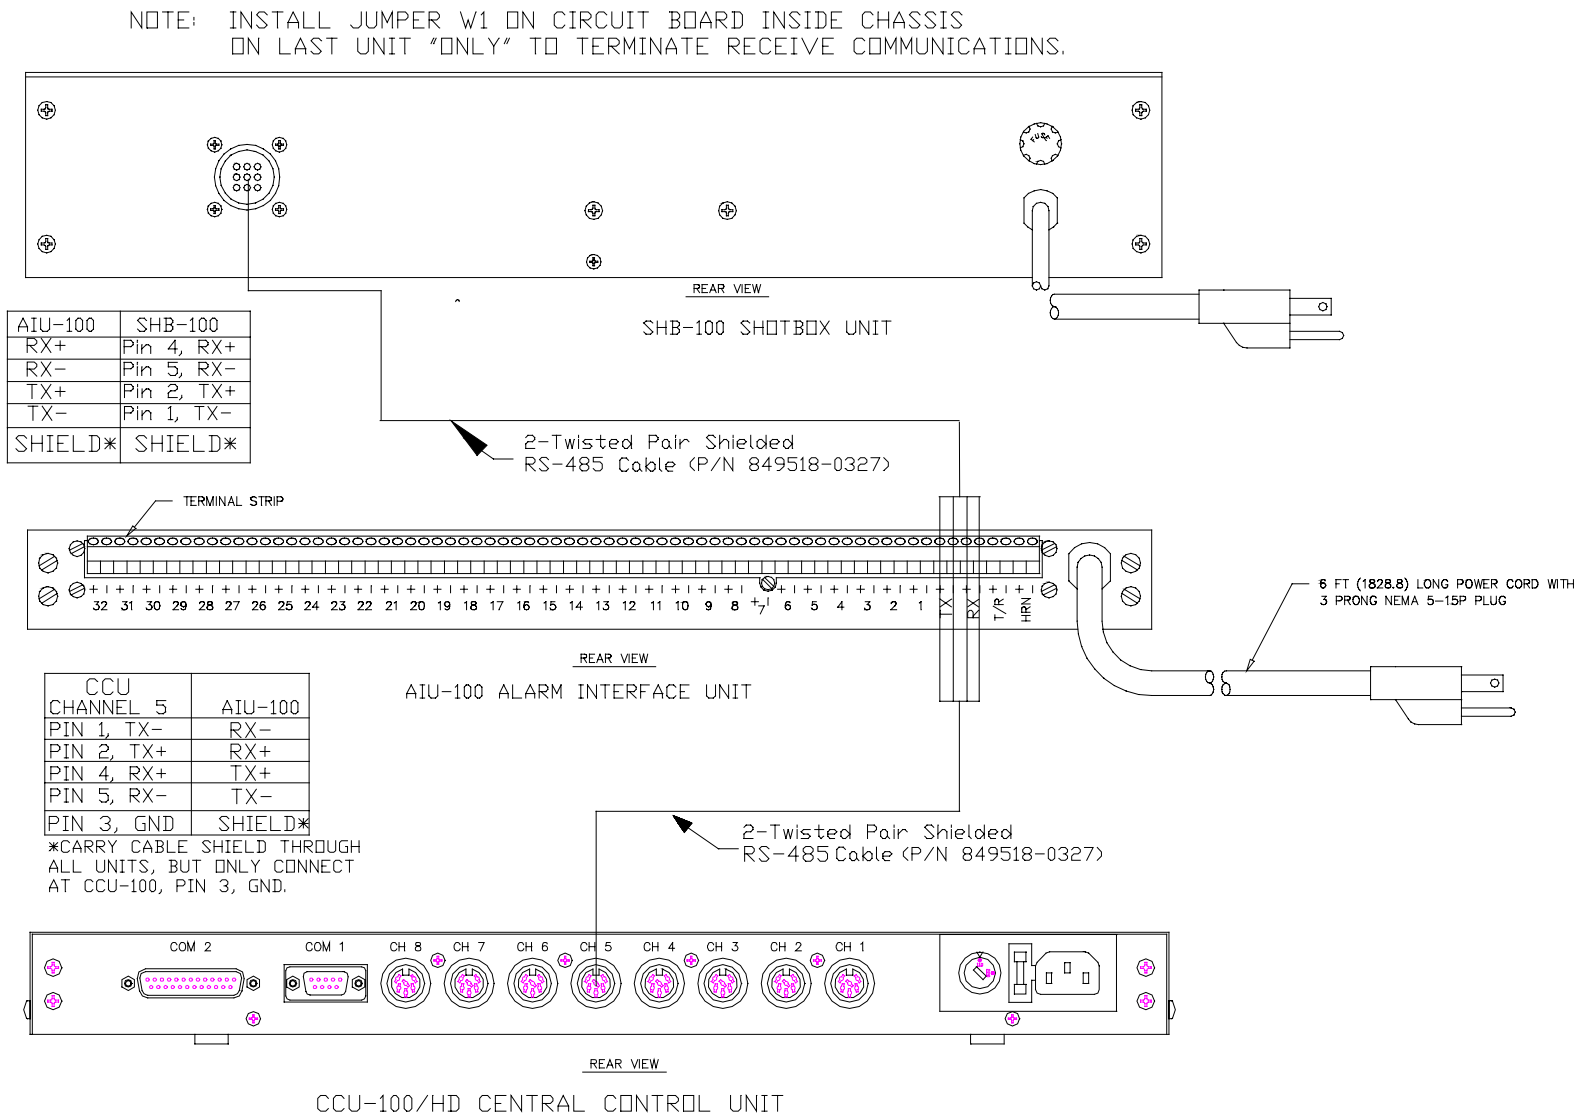 NOTE: INSTALL JUMPER W1 ON CIRCUIT BOARD INSIDE CHASSIS
ON LAST UNIT "ONLY" TO TERMINATE RECEIVE COMMUNICATIONS.
FUSE
REAR VIEW
SHB-100 SHOTBOX UNIT
AIU-100 SHB-100
RX+ Pin 4, RX+
RX- Pin 5, RX-
TX+ Pin 2, TX+
TX- Pin 1, TX-
SHIELD* SHIELD*
2-Twisted Pair Shielded
RS-485 Cable (P/N 849518-0327)
TERMINAL STRIP
- + - + - + - + - + - + - + - + - + - + - + - + - + - + - + - + - + - + - + - + - + - + - + - + - + - + - + - + - + - + - + - + - + - + - + - +
32 31 30 29 28 27 26 25 24 23 22 21 20 19 18 17 16 15 14 13 12 11 10 9 8 7 6 5 4 3 2 1 TX RX T/R HRN
6 FT (1828.8) LONG POWER CORD WITH
3 PRONG NEMA 5-15P PLUG
REAR VIEW
AIU-100 ALARM INTERFACE UNIT
CCU
CHANNEL 5 AIU-100
PIN 1, TX- RX-
PIN 2, TX+ RX+
PIN 4, RX+ TX+
PIN 5, RX- TX-
PIN 3, GND SHIELD*
*CARRY CABLE SHIELD THROUGH
ALL UNITS, BUT ONLY CONNECT
AT CCU-100, PIN 3, GND.
2-Twisted Pair Shielded
RS-485 Cable (P/N 849518-0327)
COM 2 COM 1 CH 8 CH 7 CH 6 CH 5 CH 4 CH 3 CH 2 CH 1
REAR VIEW
CCU-100/HD CENTRAL CONTROL UNIT